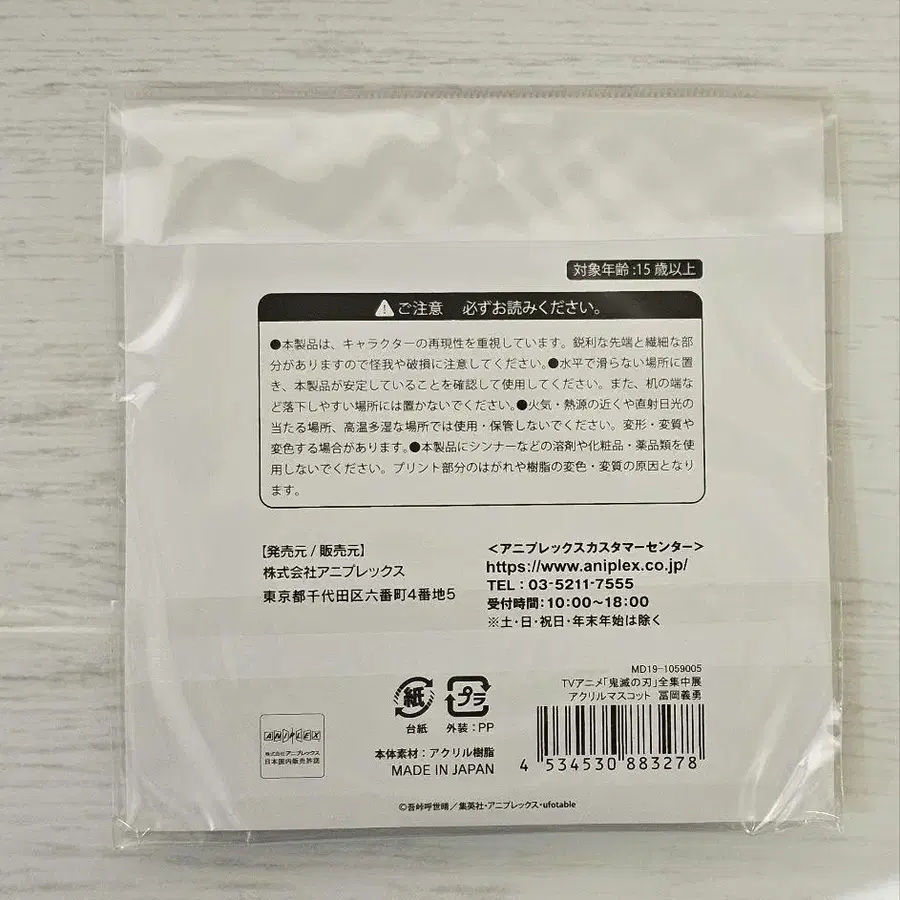 対象年齢:15歳以上
ご注意 必ずお読みください。
●本製品は、キャラクターの再現性を重視しています。鋭利な先端と繊細な部
分がありますので怪我や破損に注意してください。●水平で滑らない場所に置
き、本製品が安定していることを確認して使用してください。また、机の端な
ど落下しやすい場所には置かないでください。●火気・熱源の近くや直射日光の
当たる場所、高温多湿な場所では使用・保管しないでください。変形・変質や
変色する場合があります。●本製品にシンナーなどの溶剤や化粧品・薬品類を使
用しないでください。プリント部分のはがれや樹脂の変色・変質の原因となり
ます。
【発売元/販売元】
株式会社アニプレックス
東京都千代田区六番町4番地5
<アニプレックスカスタマーセンター>
https://www.aniplex.co.jp/
TEL:03-5211-7555
受付時間:10:00〜18:00
※土・日・祝日・年末年始は除く
MD19-1059005
TVアニメ「鬼滅の刃」全集中展
アクリルマスコット 冨岡義勇
紙
台紙
プラ
外装:PP
本体素材:アクリル樹脂
MADE IN JAPAN
4 534530 883278
ANIPLEX
株式会社アニプレックス
日本国内販売許諾
©吾峠呼世晴/集英社・アニプレックス・ufotable